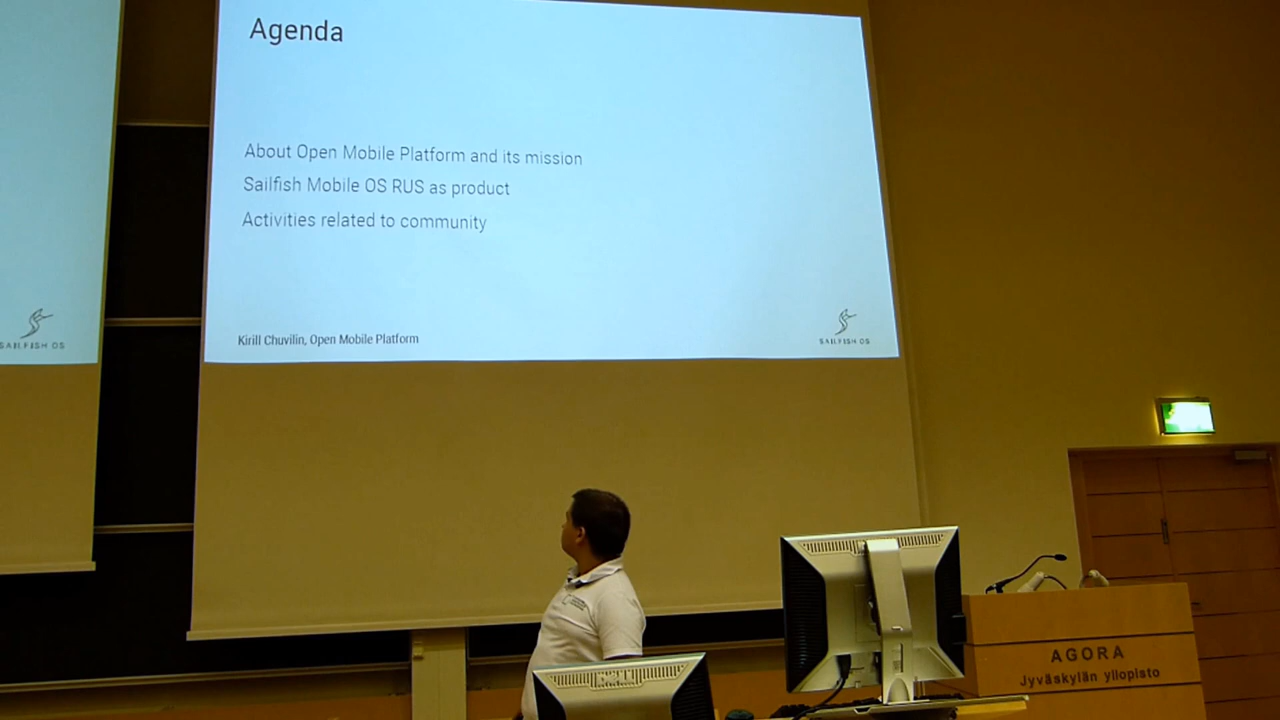 Agenda
About Open Mobile Platform and its mission
Sailfish Mobile OS RUS as product
Activities related to community
Kirill Chuvilin, Open Mobile Platform
SAILFISH OS
SAILFISH OS
AGORA
Jyväskylän yliopisto